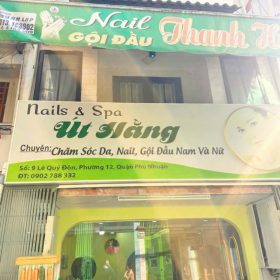 Nail
GỘI ĐẦU
Thanh
Nails & Spa
Út Hằng
Chuyên: Chăm Sóc Da, Nail, Gội Đầu Nam Và Nữ
Số: 9 Lê Quý Đôn, Phường 12, Quận Phú Nhuận
ĐT: 0902 788 332